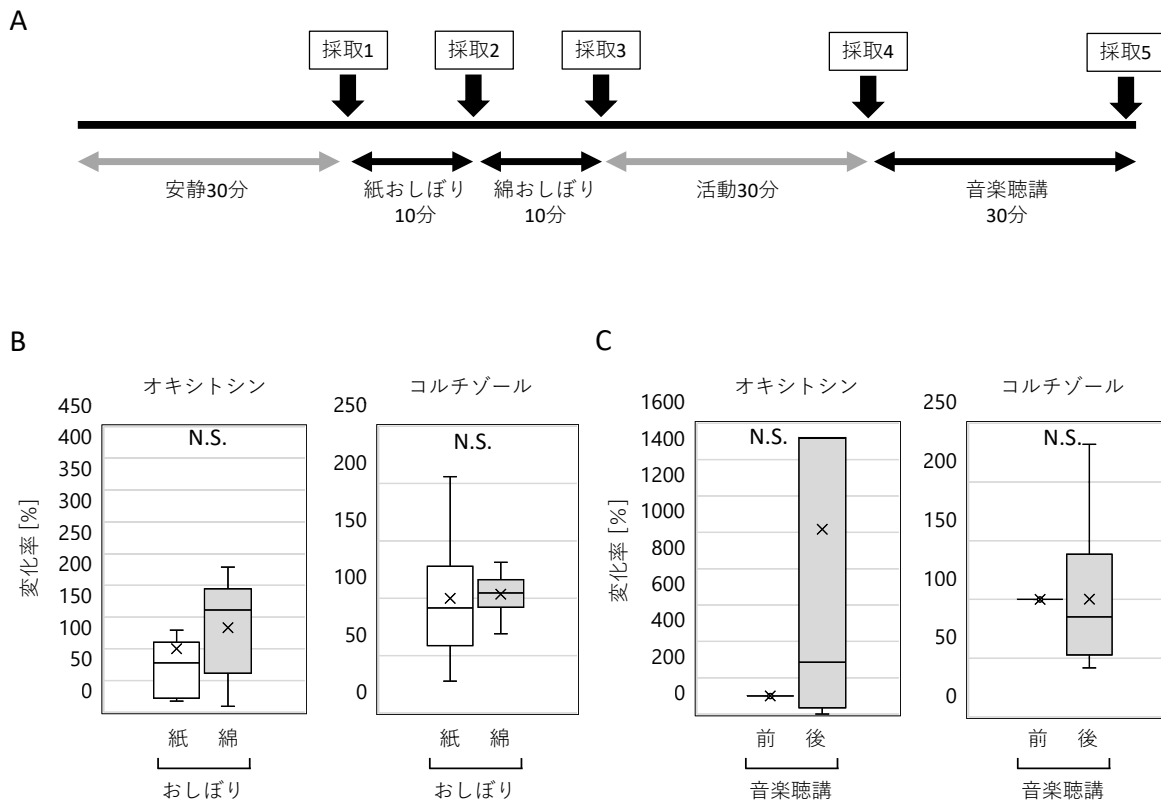 A
採取1 採取2 採取3 採取4 採取5
安静30分 紙おしぼり 綿おしぼり 活動30分 音楽聴講
10分 10分 30分
B
オキシトシン
コルチゾール
変化率 [%]
450
400
350
300
250
200
150
100
50
0
N.S.
紙 綿
おしぼり
250
200
150
100
50
0
N.S.
紙 綿
おしぼり
C
オキシトシン
コルチゾール
変化率 [%]
1600
1400
1200
1000
800
600
400
200
0
N.S.
前 後
音楽聴講
250
200
150
100
50
0
N.S.
前 後
音楽聴講